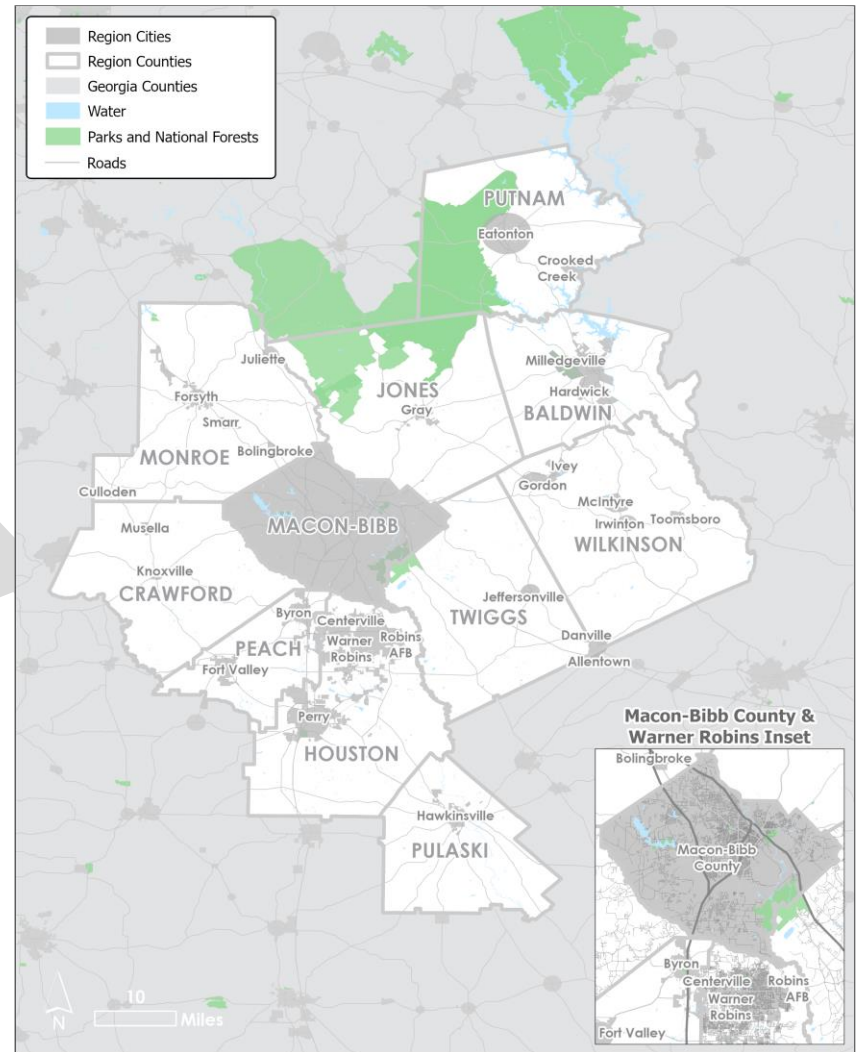 Region Cities
Region Counties
Georgia Counties
Water
Parks and National Forests
Roads
PUTNAM
Eatonton
Crooked
Creek
Juliette
Milledgeville
JONES
Forsyth
Hardwick
Gray
BALDWIN
Smarr
MONROE
Bolingbroke
Ivey
Gordon
Culloden
McIntyre
Musella
MACON-BIBB
Irwinton
Toomsboro
WILKINSON
Knoxville
CRAWFORD
Jeffersonville
Byron
Centerville
TWIGGS
PEACH
Warner
Robins
Robins
AFB
Danville
Fort Valley
Allentown
Perry
HOUSTON
Hawkinsville
PULASKI
Macon-Bibb County &
Warner Robins Inset
Bolingbroke
Macon-Bibb
County
Byron
Centerville
Warner
Robins
Robins
AFB
Fort Valley
10
N
Miles